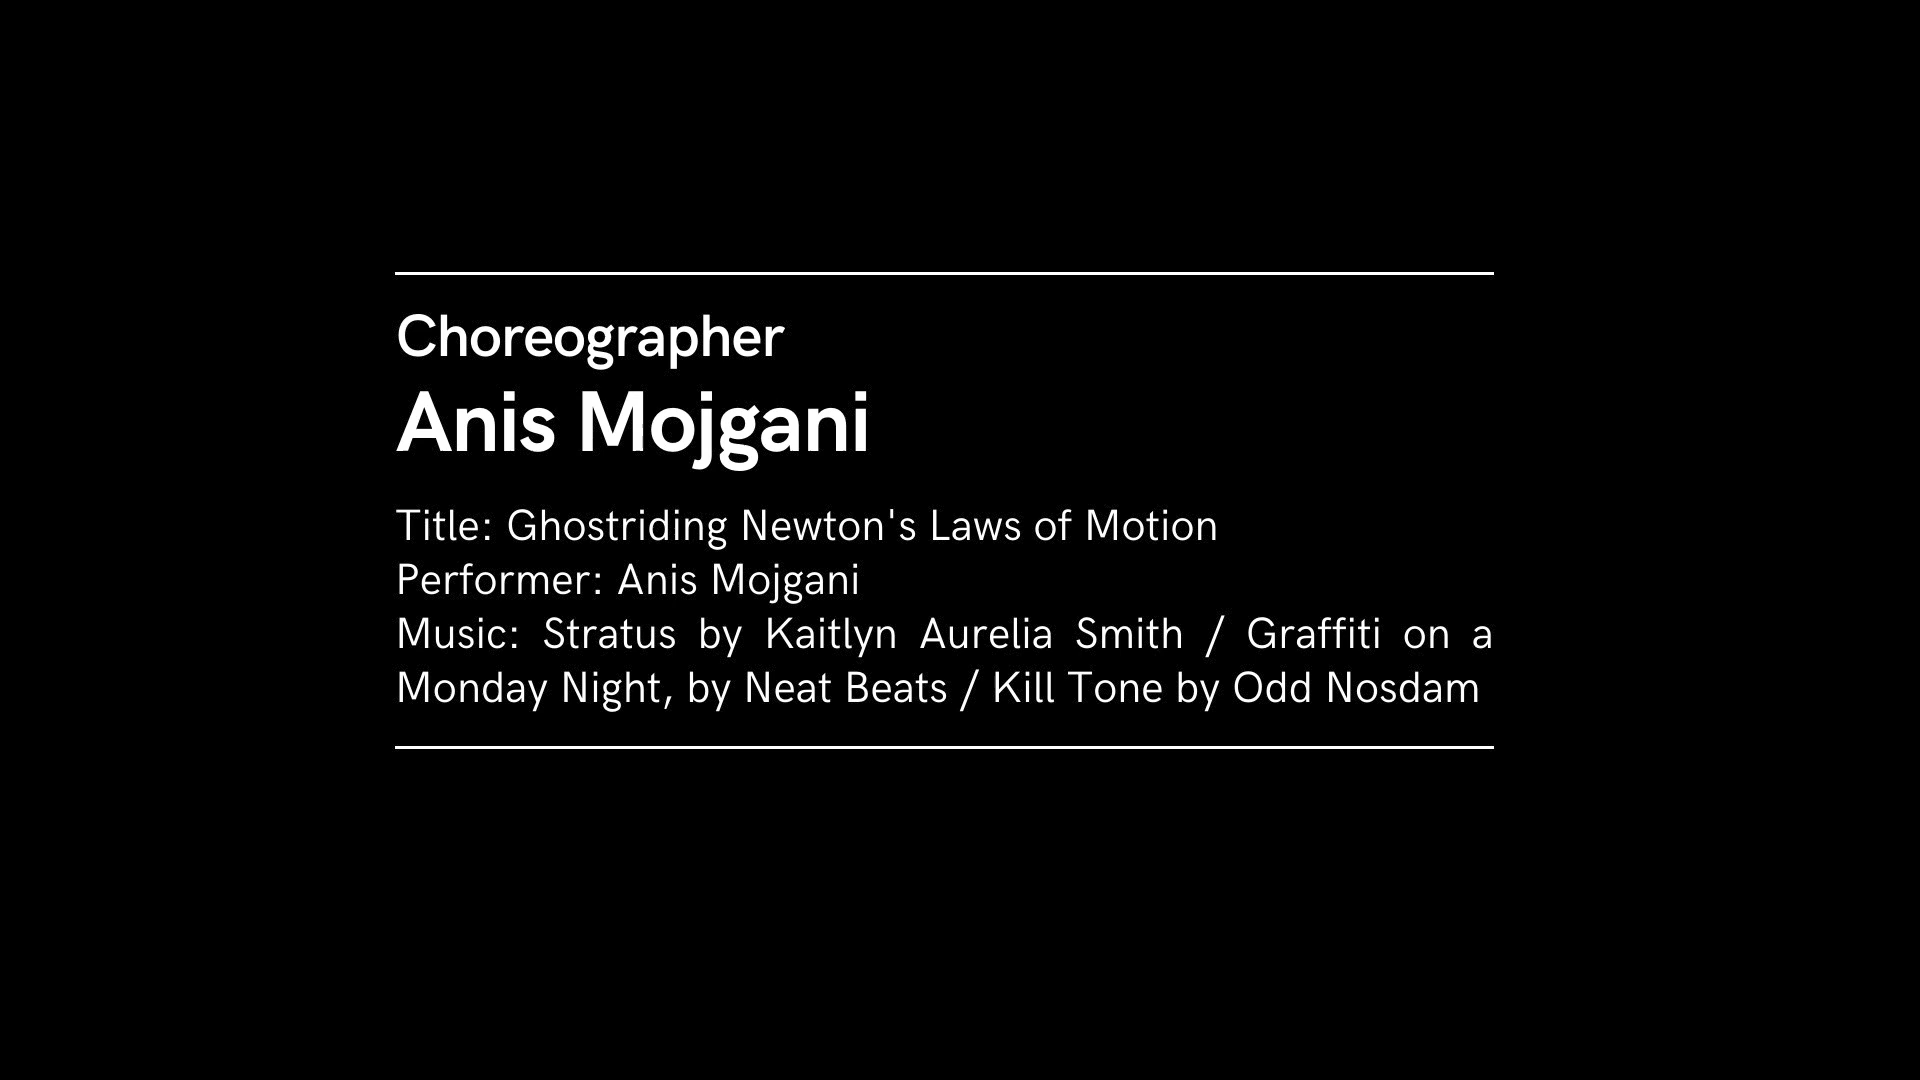 Choreographer
Anis Mojgani
Title: Ghostriding Newton's Laws of Motion
Performer: Anis Mojgani
Music: Stratus by Kaitlyn Aurelia Smith / Graffiti on a
Monday Night, by Neat Beats / Kill Tone by Odd Nosdam